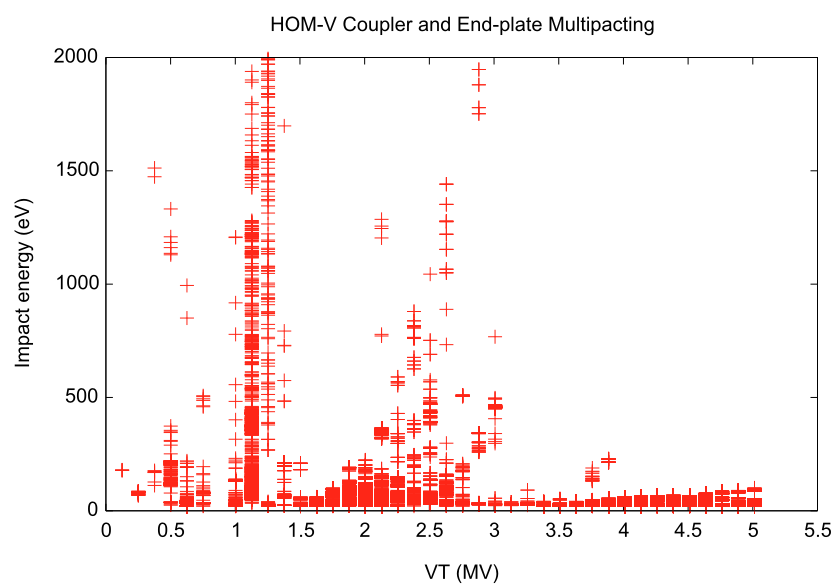 HOM-V Coupler and End-plate Multipacting
2000
1500
1000
500
0
Impact energy (eV)
0 0.5 1 1.5 2 2.5 3 3.5 4 4.5 5 5.5
VT (MV)